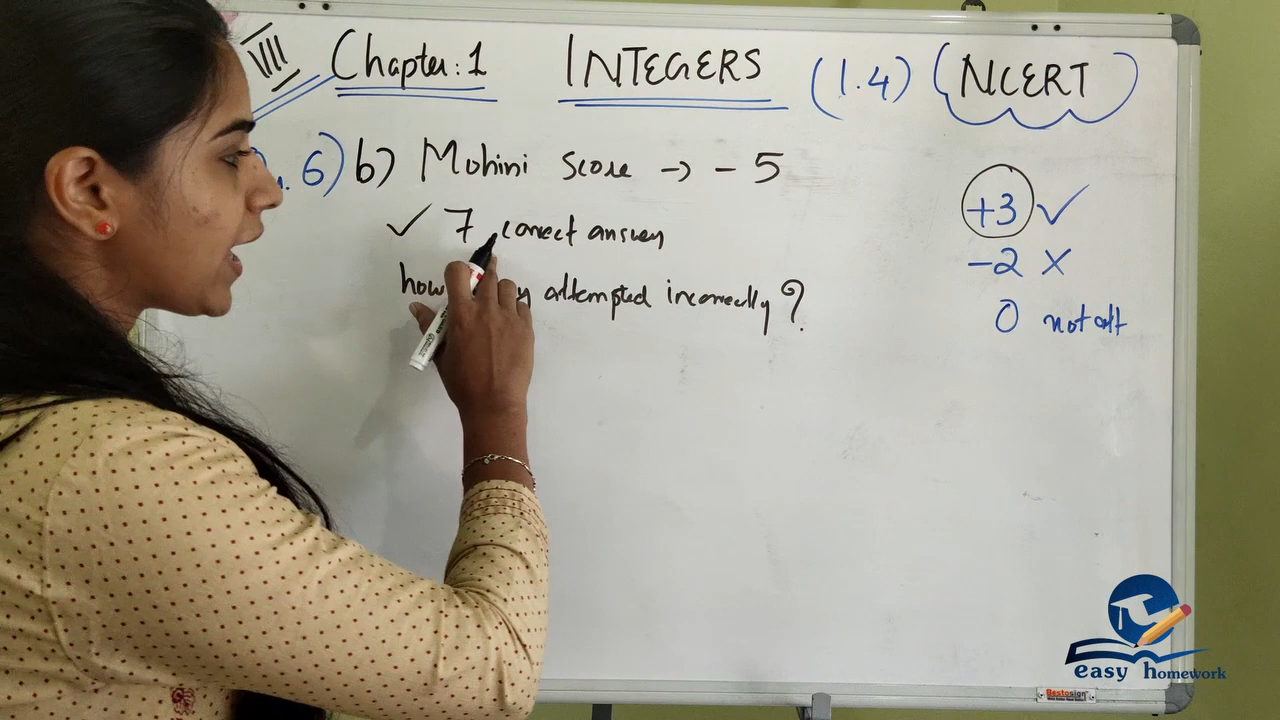 VII Chapter: 1 INTEGERS (1.4) (NCERT)
6) b) Mohini Score → - 5
✓ 7 correct answer
how attempted incorrectly ?
+3 ✓
-2 X
0 not att
easy homework